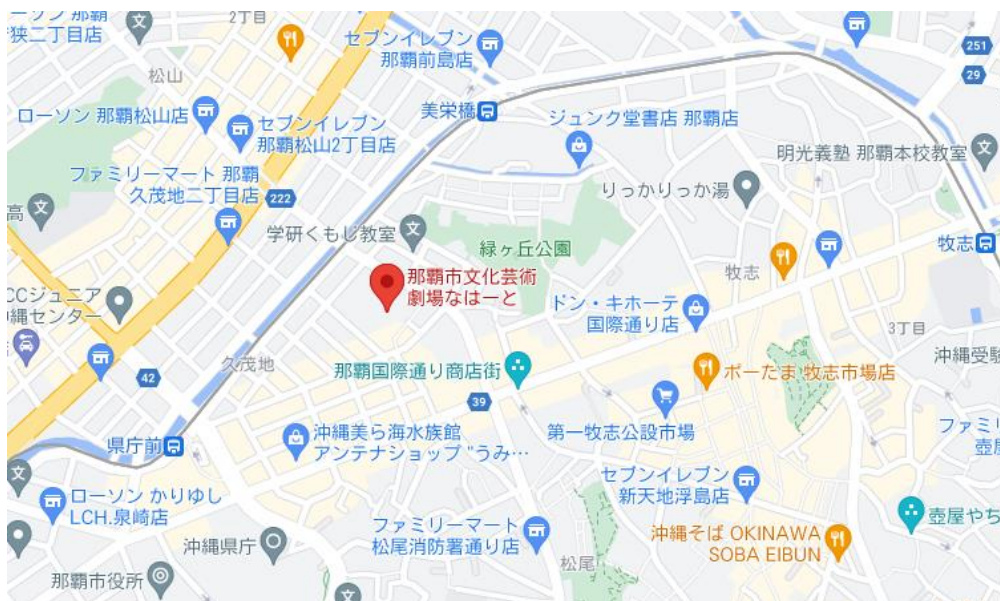 2丁目
那覇
狭二丁目店
松山
セブンイレブン
那覇前島店
251
29
ローソン 那覇松山店
美栄橋
ジュンク堂書店 那覇店
セブンイレブン
那覇松山2丁目店
明光義塾 那覇本校教室
ファミリーマート 那覇
久茂地二丁目店
222
りっかりっか湯
高
学研くもじ教室
緑ヶ丘公園
牧志
牧志
那覇市文化芸術
劇場なはーと
CCジュニア
縄センター
ドン・キホーテ
国際通り店
3丁目
久茂地
那覇国際通り商店街
沖縄受験
42
39
ポーたま 牧志市場店
県庁前
沖縄美ら海水族館
アンテナショップ "うみ…
第一牧志公設市場
ファミリ
壺屋
セブンイレブン
新天地浮島店
ローソン かりゆし
LCH.泉崎店
沖縄県庁
ファミリーマート
松尾消防署通り店
沖縄そば OKINAWA
SOBA EIBUN
壺屋やち
松尾
那覇市役所